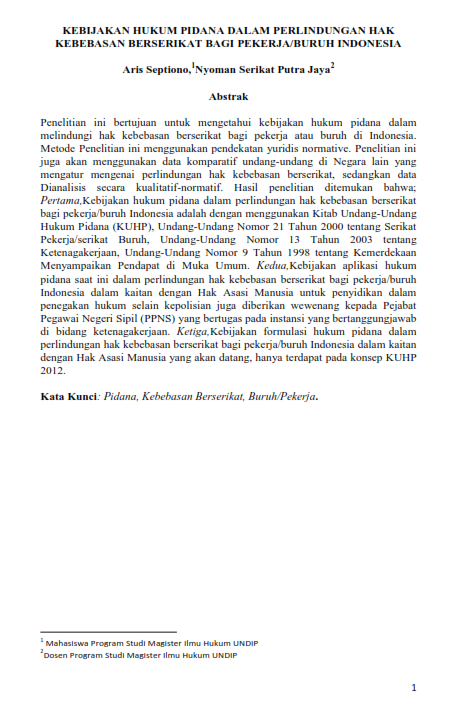 KEBIJAKAN HUKUM PIDANA DALAM PERLINDUNGAN HAK
KEBEBASAN BERSERIKAT BAGI PEKERJA/BURUH INDONESIA
Aris Septiono,1Nyoman Serikat Putra Jaya2
Abstrak
Penelitian ini bertujuan untuk mengetahui kebijakan hukum pidana dalam
melindungi hak kebebasan berserikat bagi pekerja atau buruh di Indonesia.
Metode Penelitian ini menggunakan pendekatan yuridis normative. Penelitian ini
juga akan menggunakan data komparatif undang-undang di Negara lain yang
mengatur mengenai perlindungan hak kebebasan berserikat, sedangkan data
Dianalisis secara kualitatif-normatif. Hasil penelitian ditemukan bahwa;
Pertama,Kebijakan hukum pidana dalam perlindungan hak kebebasan berserikat
bagi pekerja/buruh Indonesia adalah dengan menggunakan Kitab Undang-Undang
Hukum Pidana (KUHP), Undang-Undang Nomor 21 Tahun 2000 tentang Serikat
Pekerja/serikat Buruh, Undang-Undang Nomor 13 Tahun 2003 tentang
Ketenagakerjaan, Undang-Undang Nomor 9 Tahun 1998 tentang Kemerdekaan
Menyampaikan Pendapat di Muka Umum. Kedua,Kebijakan aplikasi hukum
pidana saat ini dalam perlindungan hak kebebasan berserikat bagi pekerja/buruh
Indonesia dalam kaitan dengan Hak Asasi Manusia untuk penyidikan dalam
penegakan hukum selain kepolisian juga diberikan wewenang kepada Pejabat
Pegawai Negeri Sipil (PPNS) yang bertugas pada instansi yang bertanggungjawab
di bidang ketenagakerjaan. Ketiga,Kebijakan formulasi hukum pidana dalam
perlindungan hak kebebasan berserikat bagi pekerja/buruh Indonesia dalam kaitan
dengan Hak Asasi Manusia yang akan datang, hanya terdapat pada konsep KUHP
2012.
Kata Kunci: Pidana, Kebebasan Berserikat, Buruh/Pekerja.
1 Mahasiswa Program Studi Magister Ilmu Hukum UNDIP
2Dosen Program Studi Magister Ilmu Hukum UNDIP
1